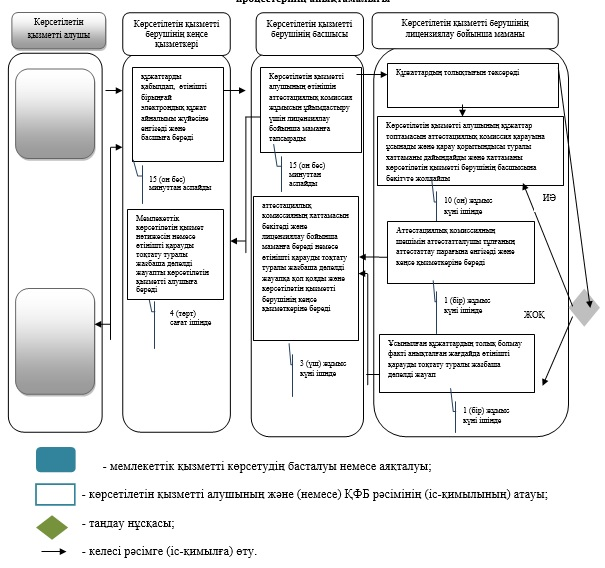 процестерінің анықтамалығы
Көрсетілетін
қызметті алушы
Көрсетілетін қызметті
берушінің кеңсе
қызметкері
Көрсетілетін қызметті
берушінің басшысы
Көрсетілетін қызметті берушінің
лицензиялау бойынша маманы
құжаттарды
қабылдап, өтінішті
бірыңғай
электрондық құжат
айналымы жүйесіне
енгізеді және
басшыға береді
15 (он бес)
минуттан аспайды
Мемлекеттік
көрсетілетін қызмет
нәтижесін немесе
өтінішті қарауды
тоқтату туралы
жазбаша дәлелді
жауапты көрсетілетін
қызметті алушыға
береді
4 (төрт)
сағат ішінде
Көрсетілетін қызметті
алушының өтінішін
аттестациялық комиссия
жұмысын ұйымдастыру
үшін лицензиялау
бойынша маманға
тапсырады
15 (он бес)
минуттан
аспайды
аттестациялық
комиссияның хаттамасын
бекітеді және
лицензиялау бойынша
маманға береді немесе
өтінішті қарауды тоқтату
туралы жазбаша дәлелді
жауапқа қол қояды және
көрсетілетін қызметті
берушінің кеңсе
қызметкеріне береді
3 (үш) жұмыс
күні ішінде
Құжаттардың толықтығын тексереді
Көрсетілетін қызметті алушының құжаттар
топтамасын аттестациялық комиссия қарауына
ұсынады және қарау қорытындысы туралы
хаттаманы дайындайды және хаттаманы
көрсетілетін қызметті берушінің басшысына
бекітуге жолдайды
10 (он) жұмыс
күні ішінде
ИӘ
Аттестациялық комиссияның
шешімін аттестатталушы тұлғаның
аттестаттау парағына енгізеді және
кеңсе қызметкеріне береді
1 (бір) жұмыс
күні ішінде
ЖОҚ
Ұсынылған құжаттардың толық болмау
факті анықталған жағдайда өтінішті
қарауды тоқтату туралы жазбаша
дәлелді жауап
1 (бір) жұмыс
күні ішінде
- мемлекеттік қызметті көрсетудің басталуы немесе аяқталуы;
- көрсетілетін қызметті алушының және (немесе) ҚФБ рәсімінің (іс-қимылының) атауы;
- таңдау нұсқасы;
- келесі рәсімге (іс-қимылға) өту.